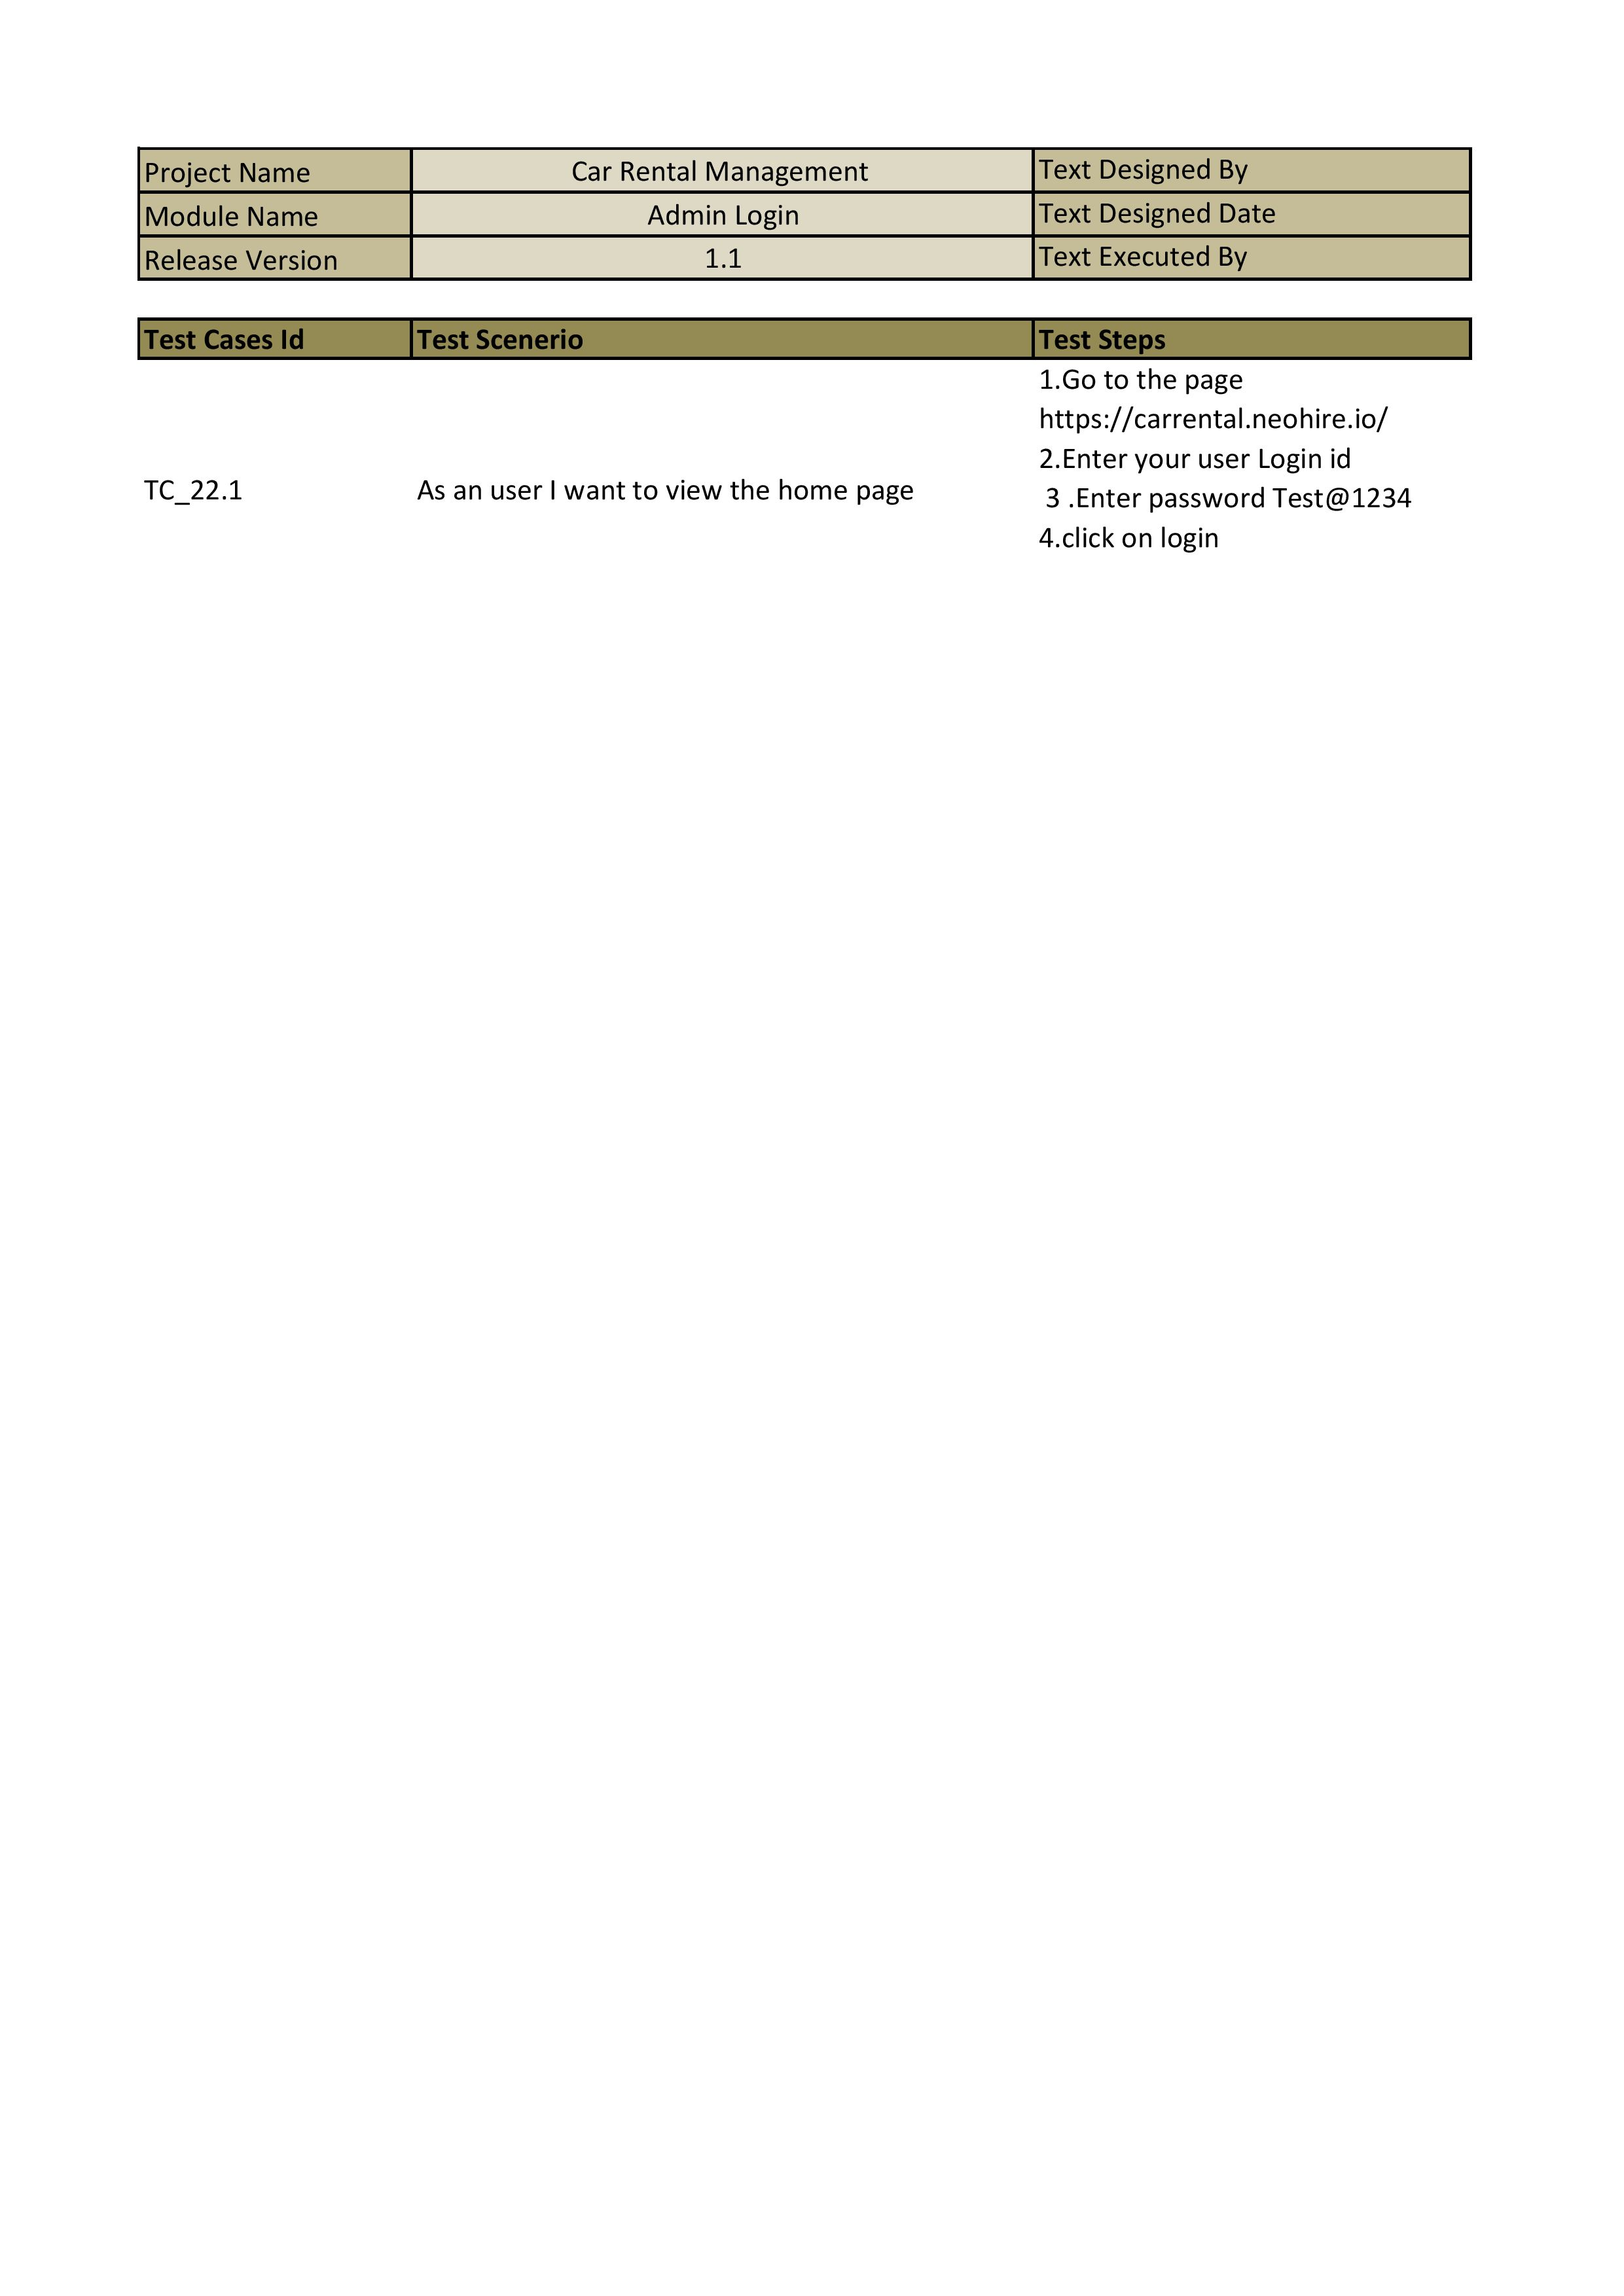 Project Name Car Rental Management Text Designed By
Module Name Admin Login Text Designed Date
Release Version 1.1 Text Executed By
Test Cases Id Test Scenerio Test Steps
TC_22.1 As an user I want to view the home page
1.Go to the page
https://carrental.neohire.io/
2.Enter your user Login id
3 .Enter password Test@1234
4.click on login